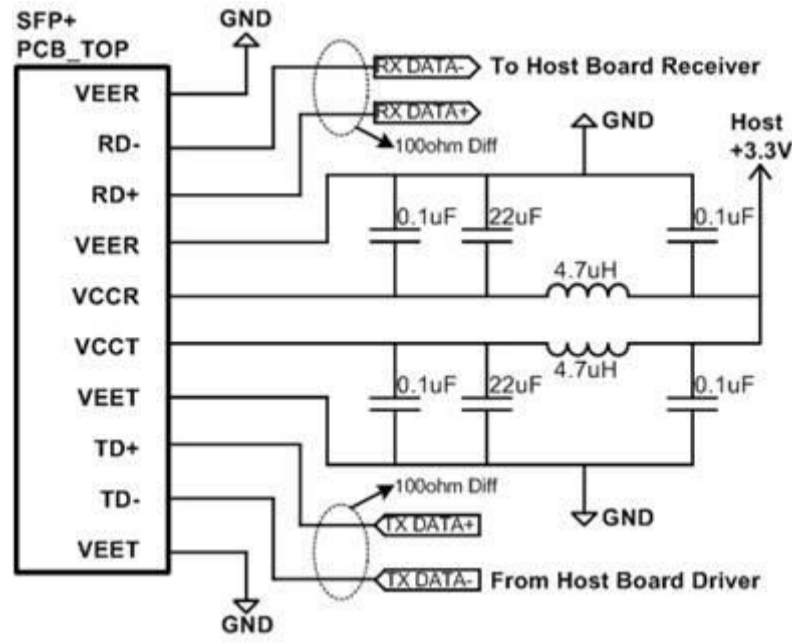 SFP+
PCB_TOP
GND
VEER
RD-
RD+
VEER
VCCR
VCCT
VEET
TD+
TD-
VEET
RX DATA-
To Host Board Receiver
RX DATA+
100ohm Diff
GND
Host
+3.3V
0.1uF
22uF
0.1uF
4.7uH
4.7uH
0.1uF
22uF
0.1uF
100ohm Diff
TX DATA+
GND
TX DATA-
From Host Board Driver
GND